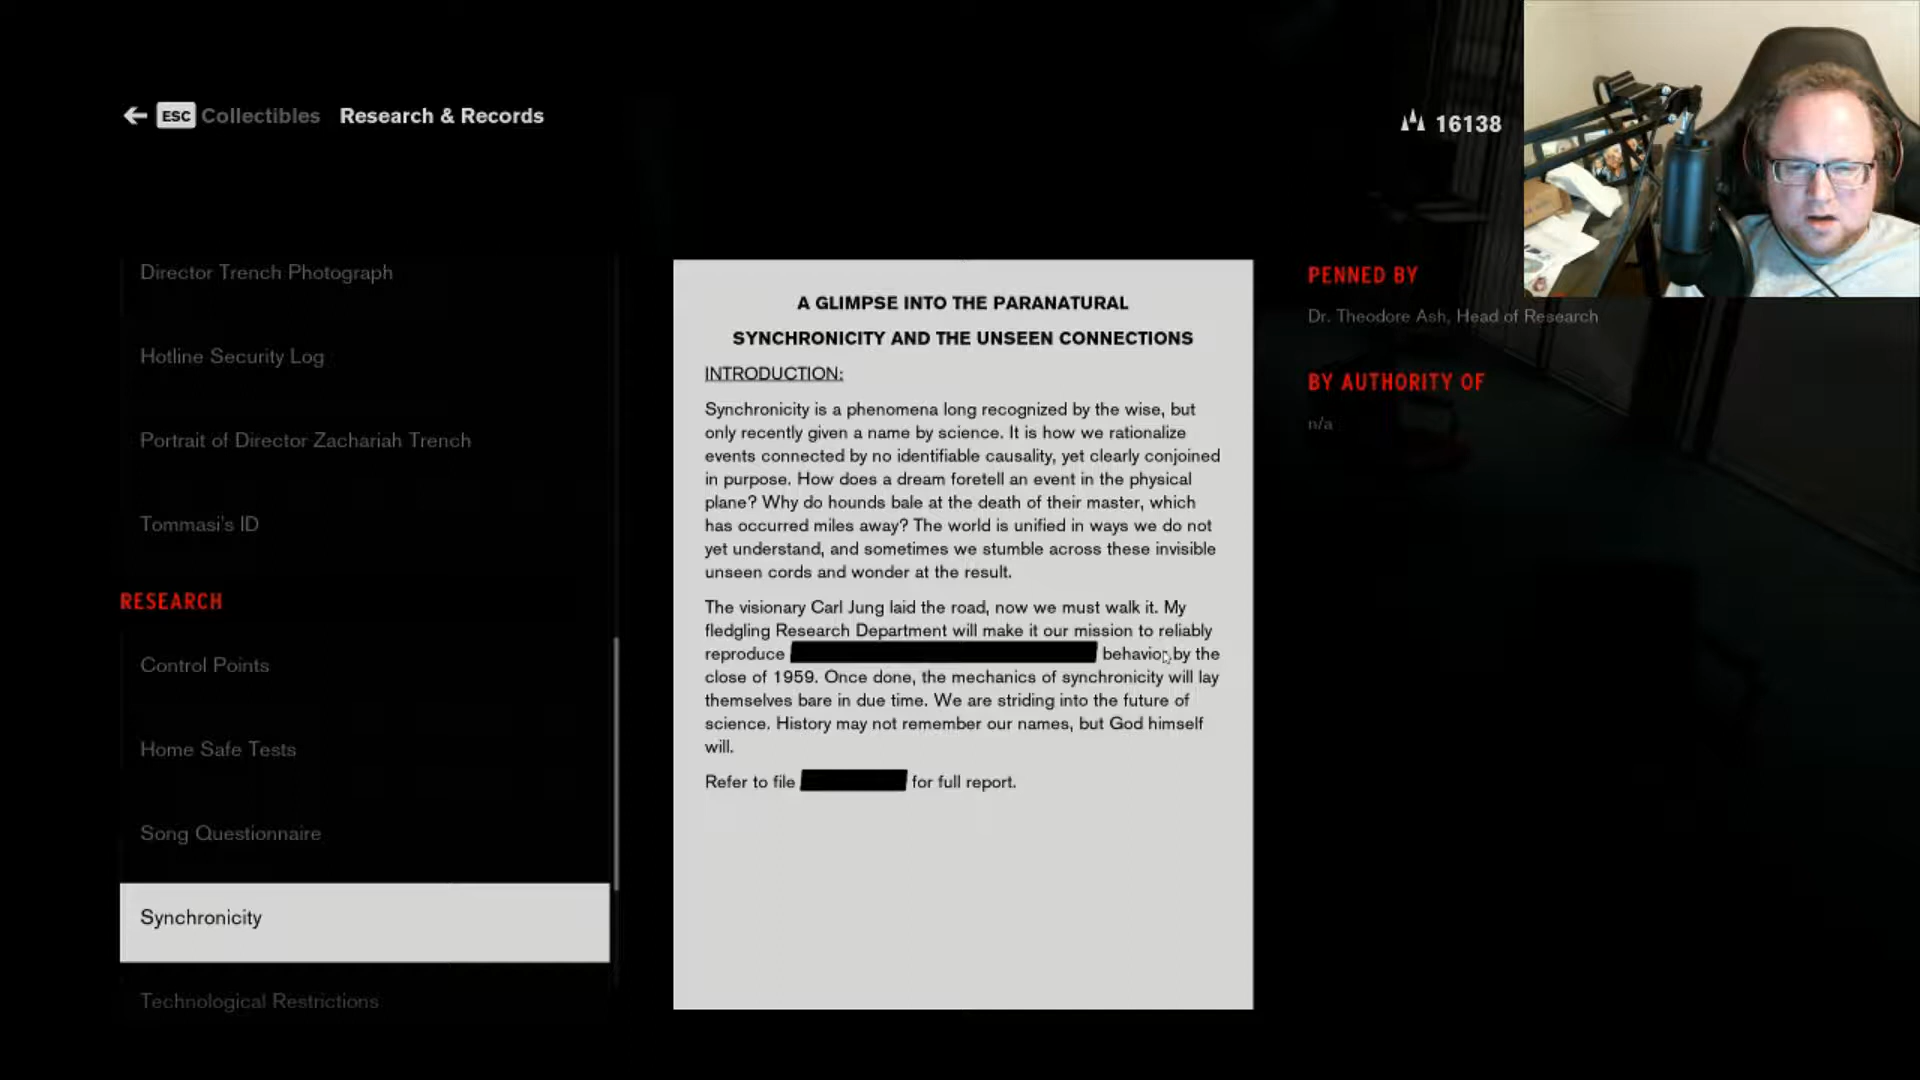 ESC Collectibles Research & Records
16138
Director Trench Photograph
Hotline Security Log
Portrait of Director Zachariah Trench
Tommasi's ID
RESEARCH
Control Points
Home Safe Tests
Song Questionnaire
Synchronicity
Technological Restrictions
A GLIMPSE INTO THE PARANATURAL
SYNCHRONICITY AND THE UNSEEN CONNECTIONS
INTRODUCTION:
Synchronicity is a phenomena long recognized by the wise, but
only recently given a name by science. It is how we rationalize
events connected by no identifiable causality, yet clearly conjoined
in purpose. How does a dream foretell an event in the physical
plane? Why do hounds bale at the death of their master, which
has occurred miles away? The world is unified in ways we do not
yet understand, and sometimes we stumble across these invisible
unseen cords and wonder at the result.
The visionary Carl Jung laid the road, now we must walk it. My
fledgling Research Department will make it our mission to reliably
reproduce behavior by the
close of 1959. Once done, the mechanics of synchronicity will lay
themselves bare in due time. We are striding into the future of
science. History may not remember our names, but God himself
will.
Refer to file for full report.
PENNED BY
Dr. Theodore Ash, Head of Research
BY AUTHORITY OF
n/a